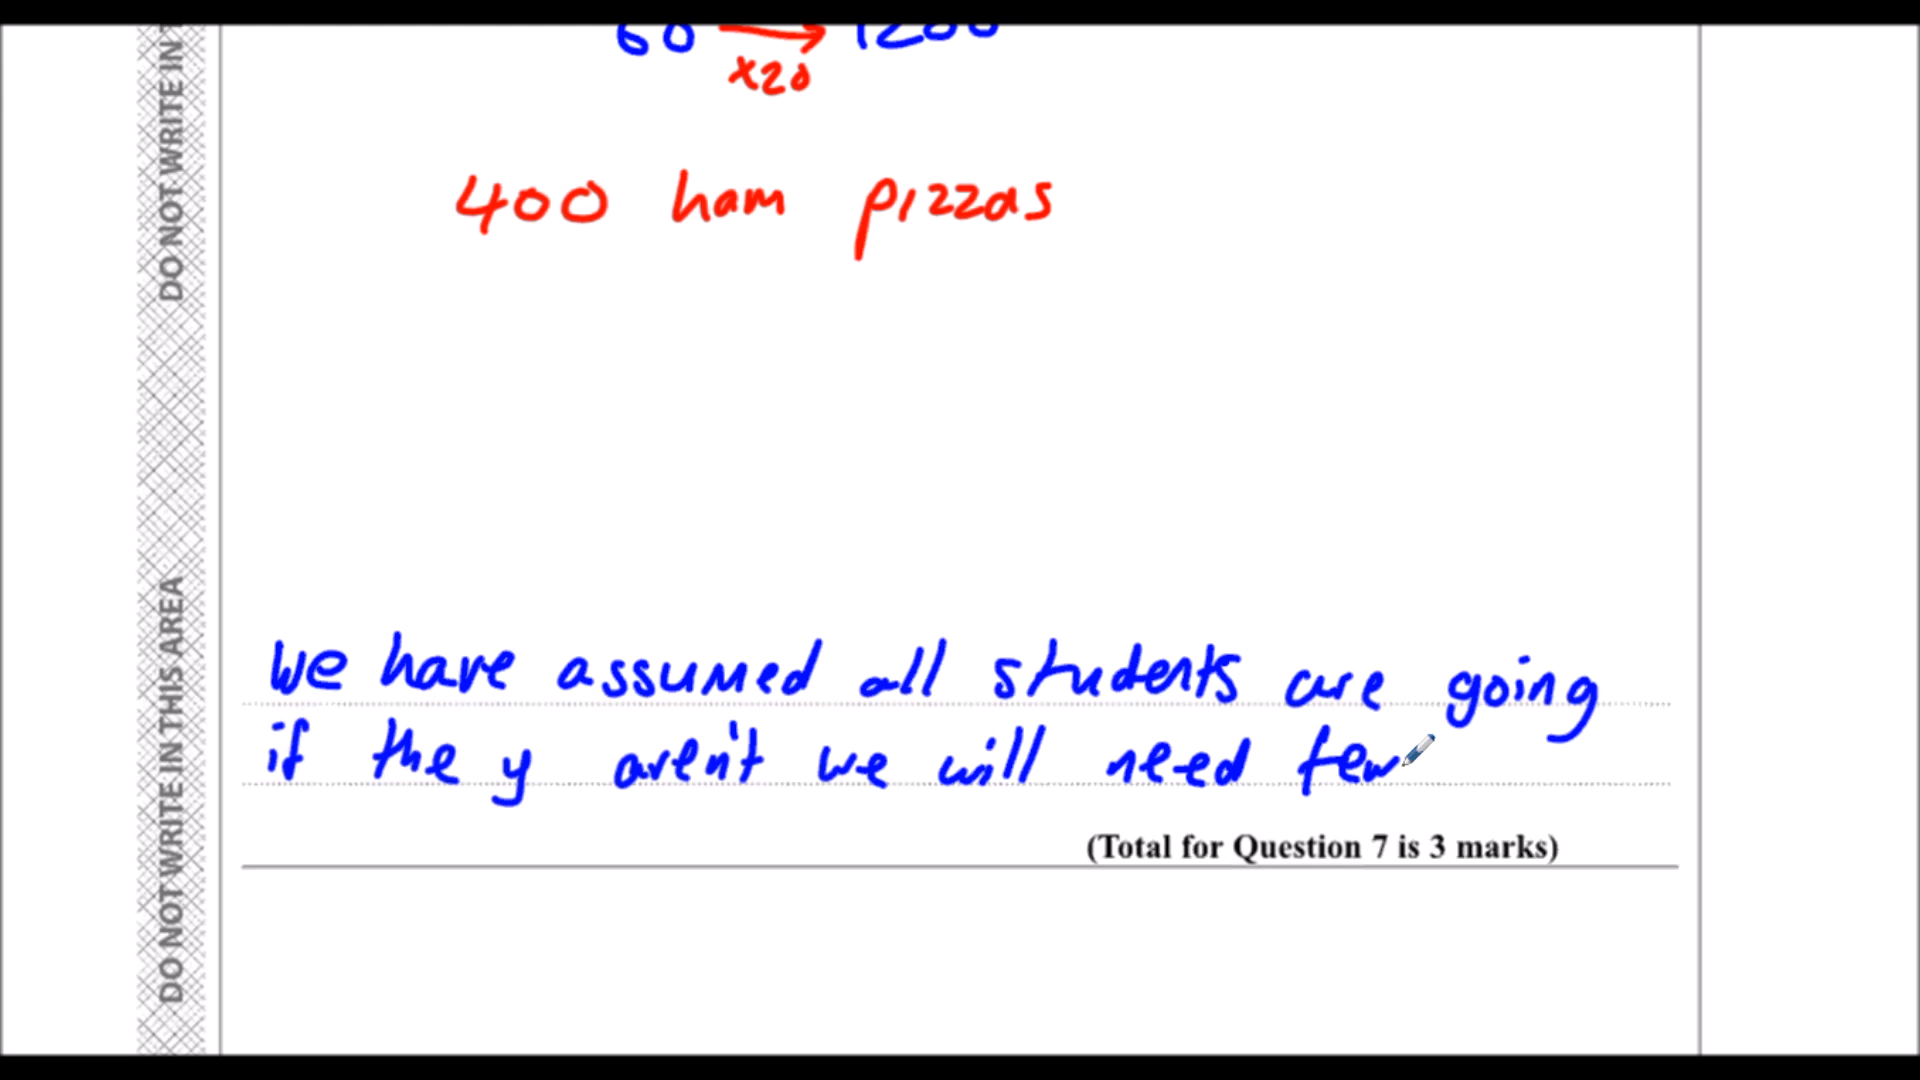 60 → 1200
x20
400 ham pizzas
We have assumed all students are going
if the y aren't we will need few
(Total for Question 7 is 3 marks)
DO NOT WRITE IN T
DO NOT WRITE IN THIS AREA